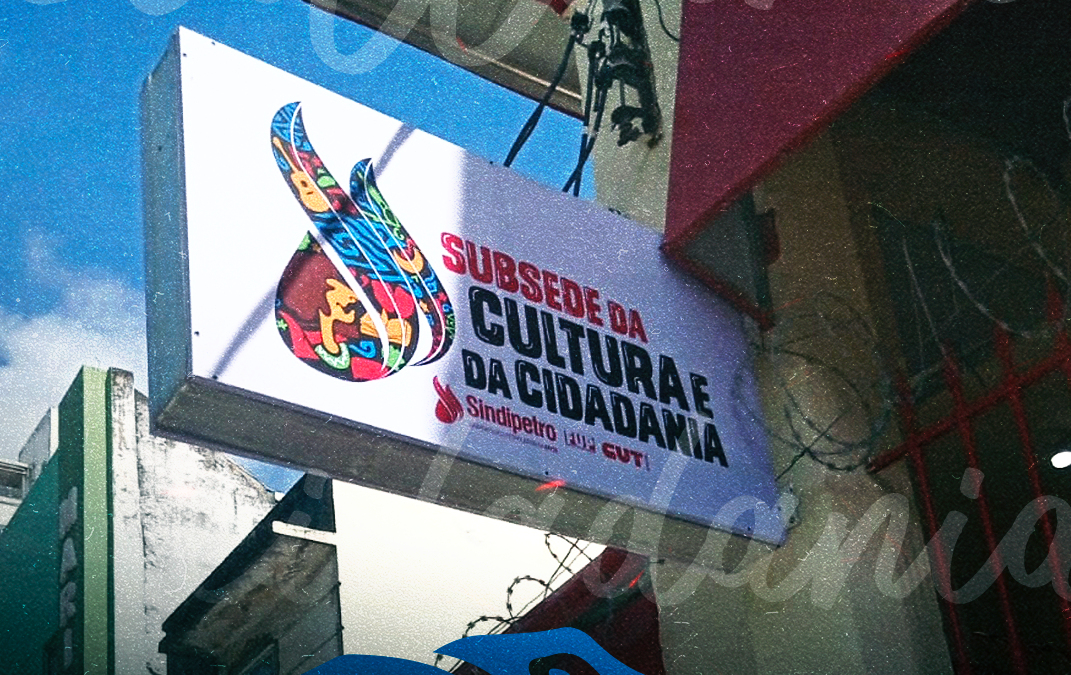 SUBSEDE DA
CULTURA E
DA CIDADANIA
Sindipetro
FUP CUT